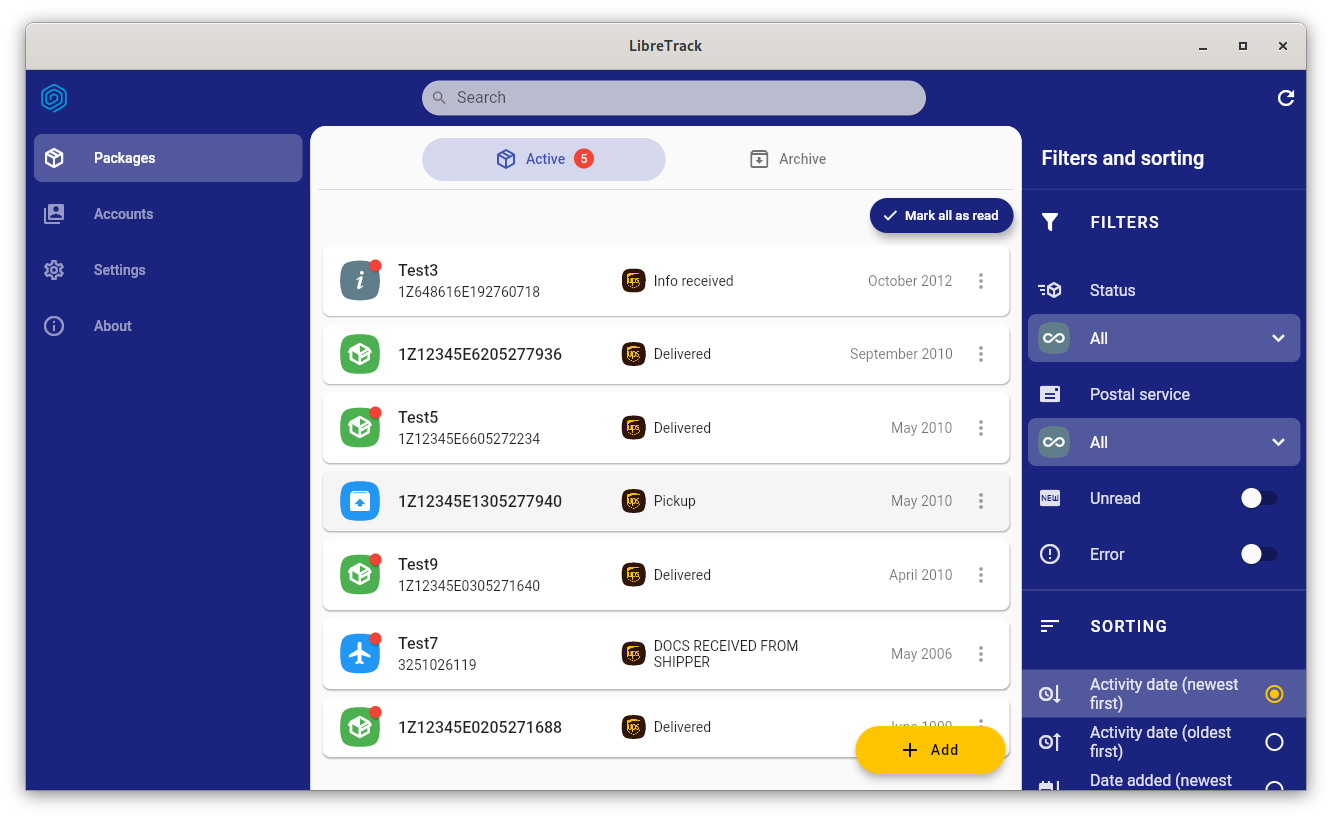 LibreTrack
Search
Packages
Accounts
Settings
About
Active 5
Archive
Mark all as read
Test3
1Z648616E192760718
ups
Info received
October 2012
1Z12345E6205277936
ups
Delivered
September 2010
Test5
1Z12345E6605272234
ups
Delivered
May 2010
1Z12345E1305277940
ups
Pickup
May 2010
Test9
1Z12345E0305271640
ups
Delivered
April 2010
Test7
3251026119
ups
DOCS RECEIVED FROM
SHIPPER
May 2006
1Z12345E0205271688
ups
Delivered
June 1999
Add
Filters and sorting
FILTERS
Status
All
Postal service
All
NEW
Unread
Error
SORTING
Activity date (newest
first)
Activity date (oldest
first)
Date added (newest